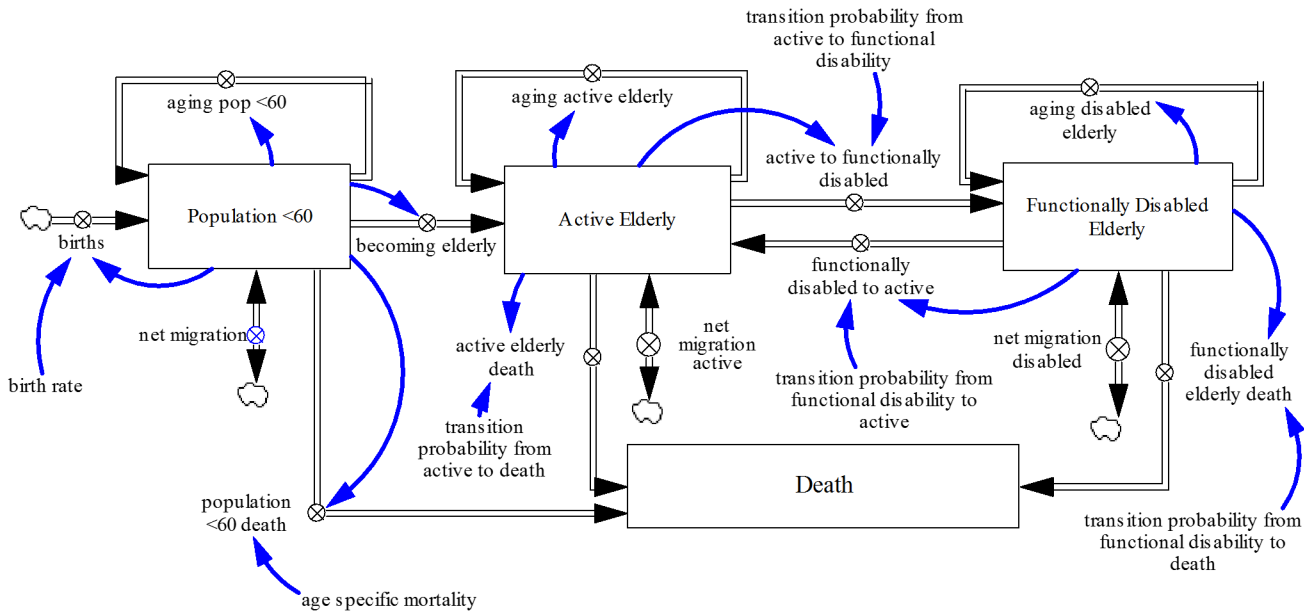 transition probability from
active to functional
disability
aging pop <60
aging active elderly
aging disabled
elderly
active to functionally
disabled
Population <60
Active Elderly
Functionally Disabled
Elderly
births
becoming elderly
functionally
disabled to active
net migration
net
migration
active
net migration
disabled
active elderly
death
functionally
disabled
elderly death
birth rate
transition probability from
functional disability to
active
transition
probability from
active to death
Death
population
<60 death
transition probability from
functional disability to
death
age specific mortality